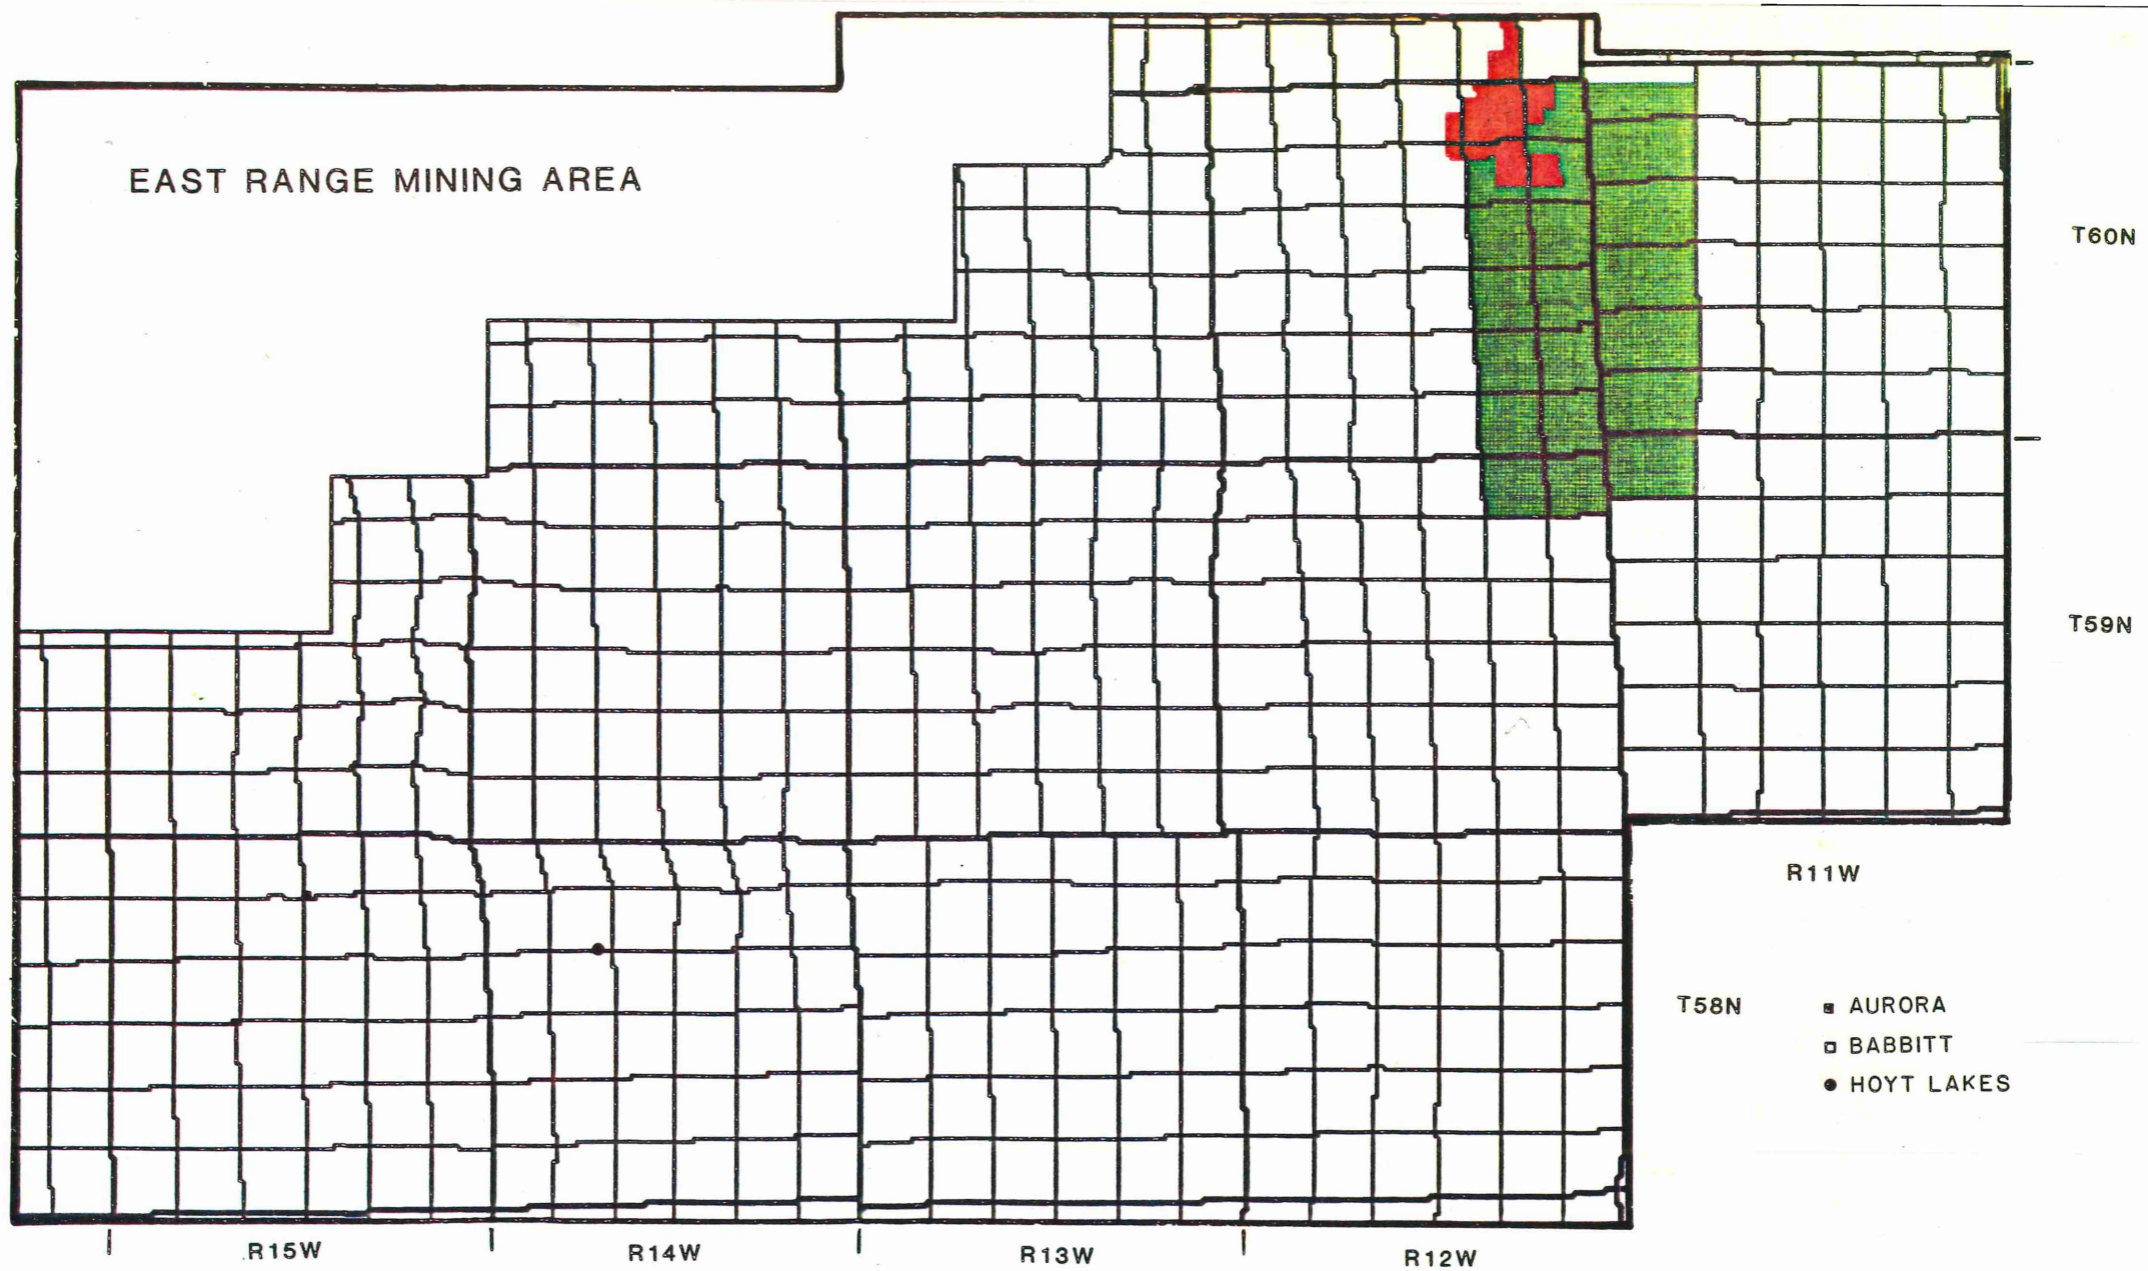 EAST RANGE MINING AREA
T60N
T59N
R11W
T58N
AURORA
BABBITT
HOYT LAKES
R15W
R14W
R13W
R12W